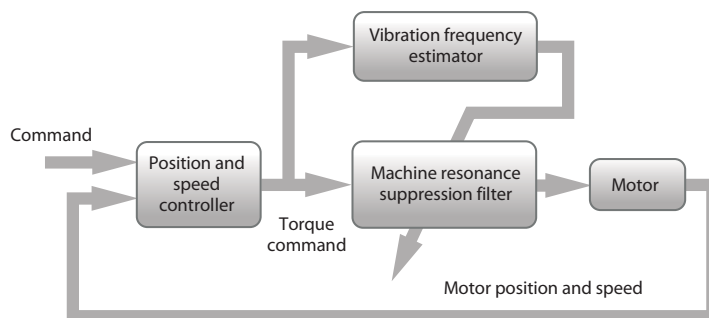 Vibration frequency
estimator
Command
Position and
speed
controller
Machine resonance
suppression filter
Motor
Torque
command
Motor position and speed